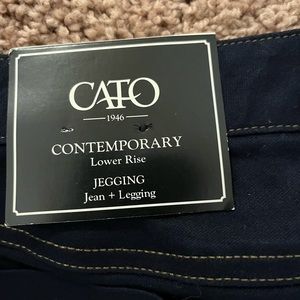 CATO
1946
CONTEMPORARY
Lower Rise
JEGGING
Jean + Legging